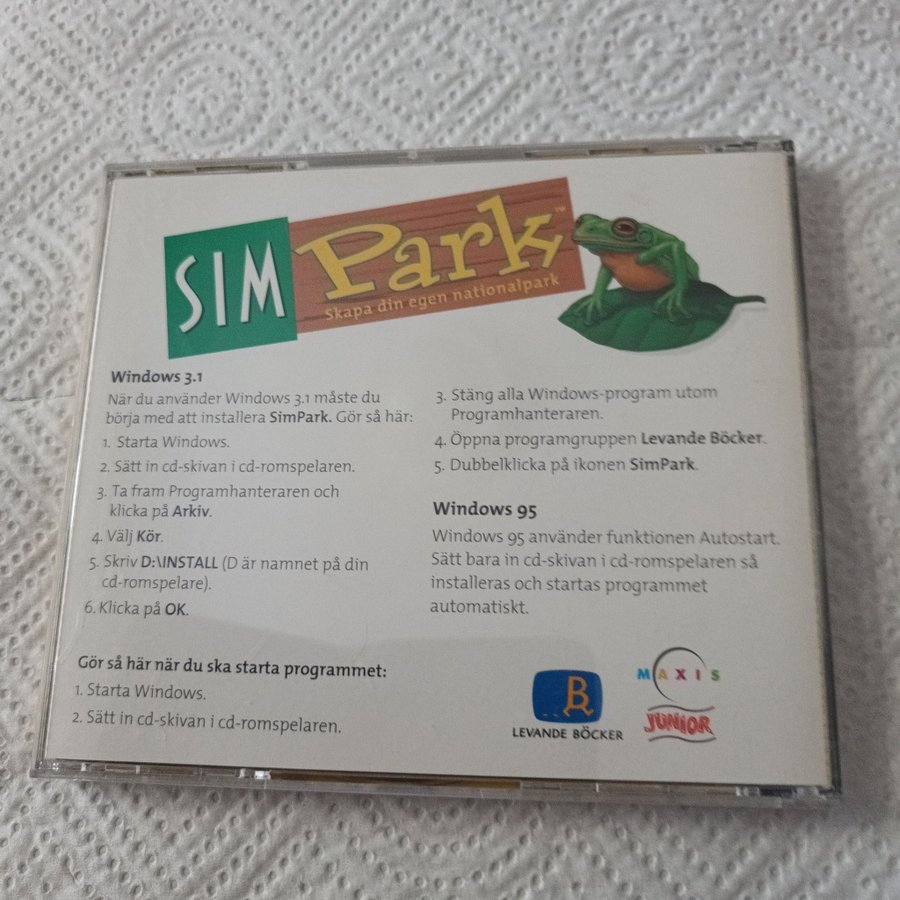 SIM Park™
Skapa din egen nationalpark
Windows 3.1
När du använder Windows 3.1 måste du
börja med att installera SimPark. Gör så här:
1. Starta Windows.
2. Sätt in cd-skivan i cd-romspelaren.
3. Ta fram Programhanteraren och
klicka på Arkiv.
4. Välj Kör.
5. Skriv D:\INSTALL (D är namnet på din
cd-romspelare).
6. Klicka på OK.
Gör så här när du ska starta programmet:
1. Starta Windows.
2. Sätt in cd-skivan i cd-romspelaren.
3. Stäng alla Windows-program utom
Programhanteraren.
4. Öppna programgruppen Levande Böcker.
5. Dubbelklicka på ikonen SimPark.
Windows 95
Windows 95 använder funktionen Autostart.
Sätt bara in cd-skivan i cd-romspelaren så
installeras och startas programmet
automatiskt.
B
LEVANDE BÖCKER
MAXIS
JUNIOR